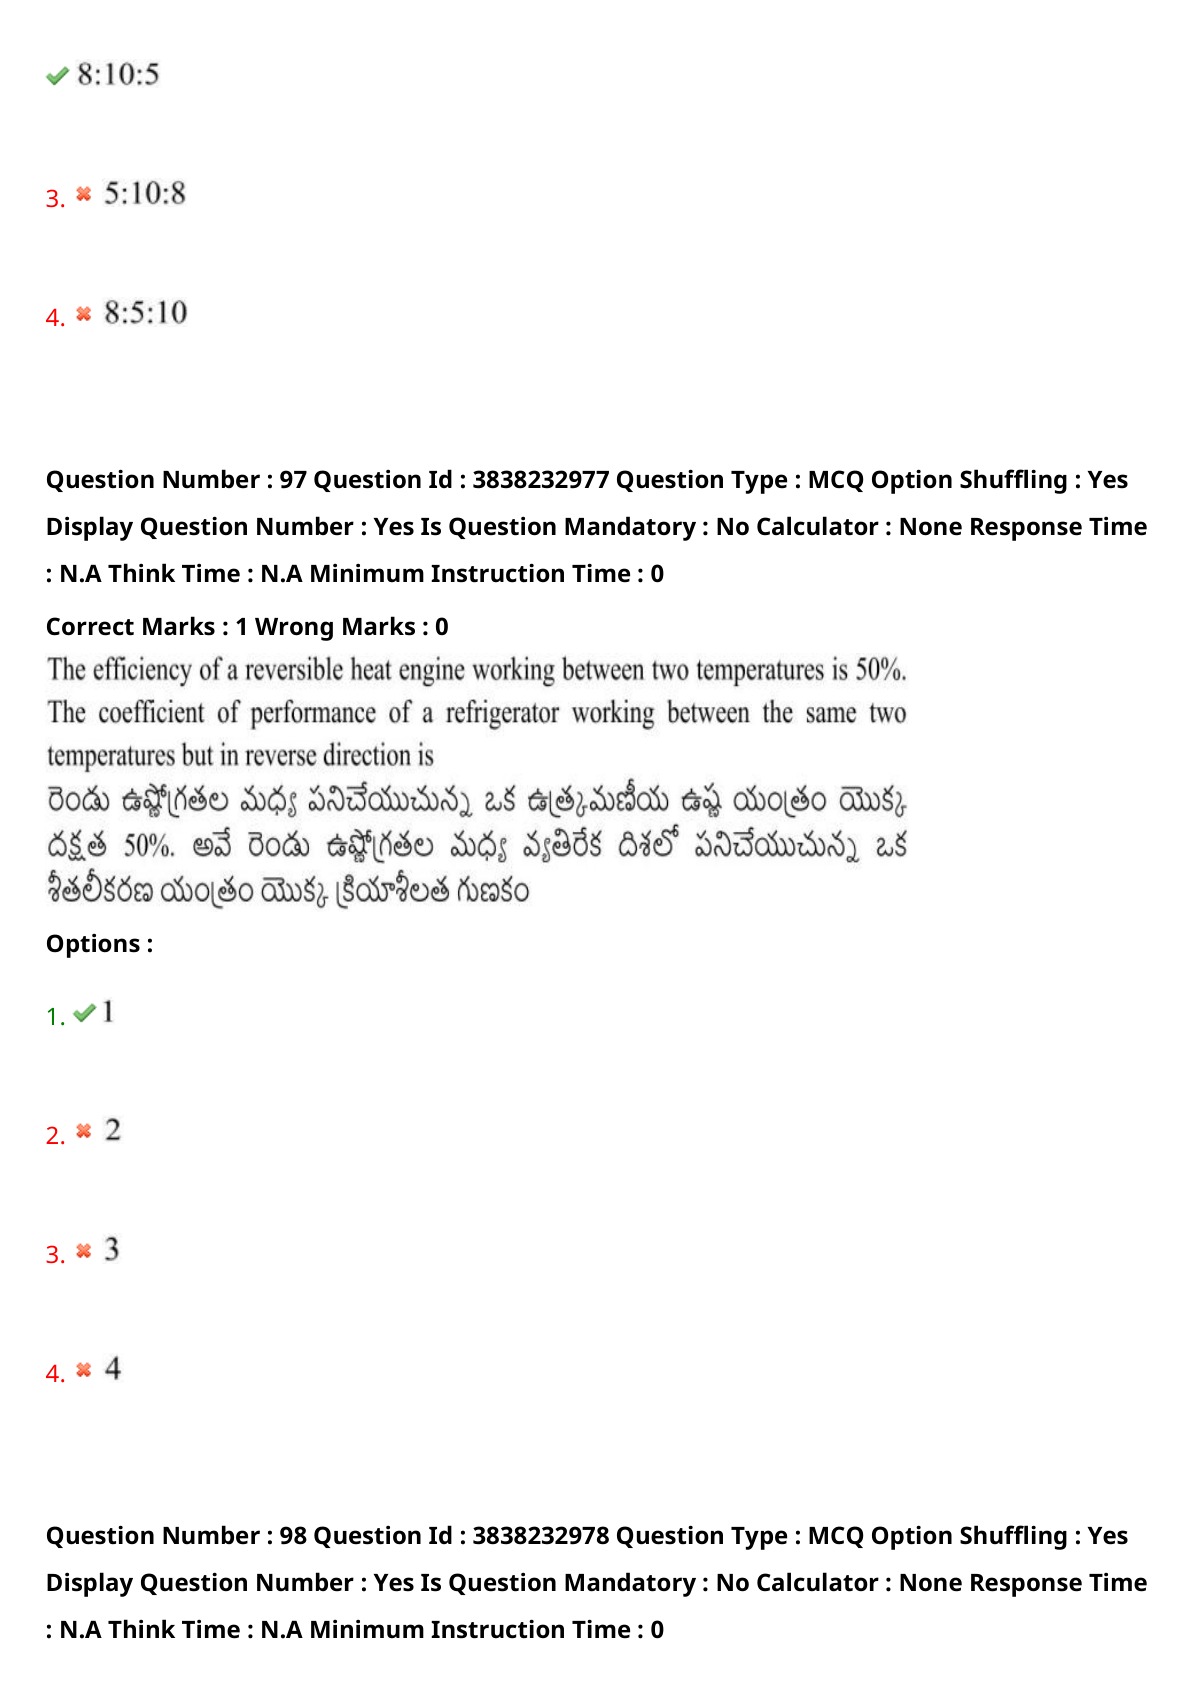 8:10:5
3. 5:10:8
4. 8:5:10
Question Number : 97 Question Id : 3838232977 Question Type : MCQ Option Shuffling : Yes
Display Question Number : Yes Is Question Mandatory : No Calculator : None Response Time
: N.A Think Time : N.A Minimum Instruction Time : 0
Correct Marks : 1 Wrong Marks : 0
The efficiency of a reversible heat engine working between two temperatures is 50%.
The coefficient of performance of a refrigerator working between the same two
temperatures but in reverse direction is
రెండు ఉష్ణోగ్రతల మధ్య పనిచేయుచున్న ఒక ఉత్క్రమణీయ ఉష్ణ యంత్రం యొక్క
దక్షత 50%. అవే రెండు ఉష్ణోగ్రతల మధ్య వ్యతిరేక దిశలో పనిచేయుచున్న ఒక
శీతలీకరణ యంత్రం యొక్క క్రియాశీలత గుణకం
Options :
1. 1
2. 2
3. 3
4. 4
Question Number : 98 Question Id : 3838232978 Question Type : MCQ Option Shuffling : Yes
Display Question Number : Yes Is Question Mandatory : No Calculator : None Response Time
: N.A Think Time : N.A Minimum Instruction Time : 0